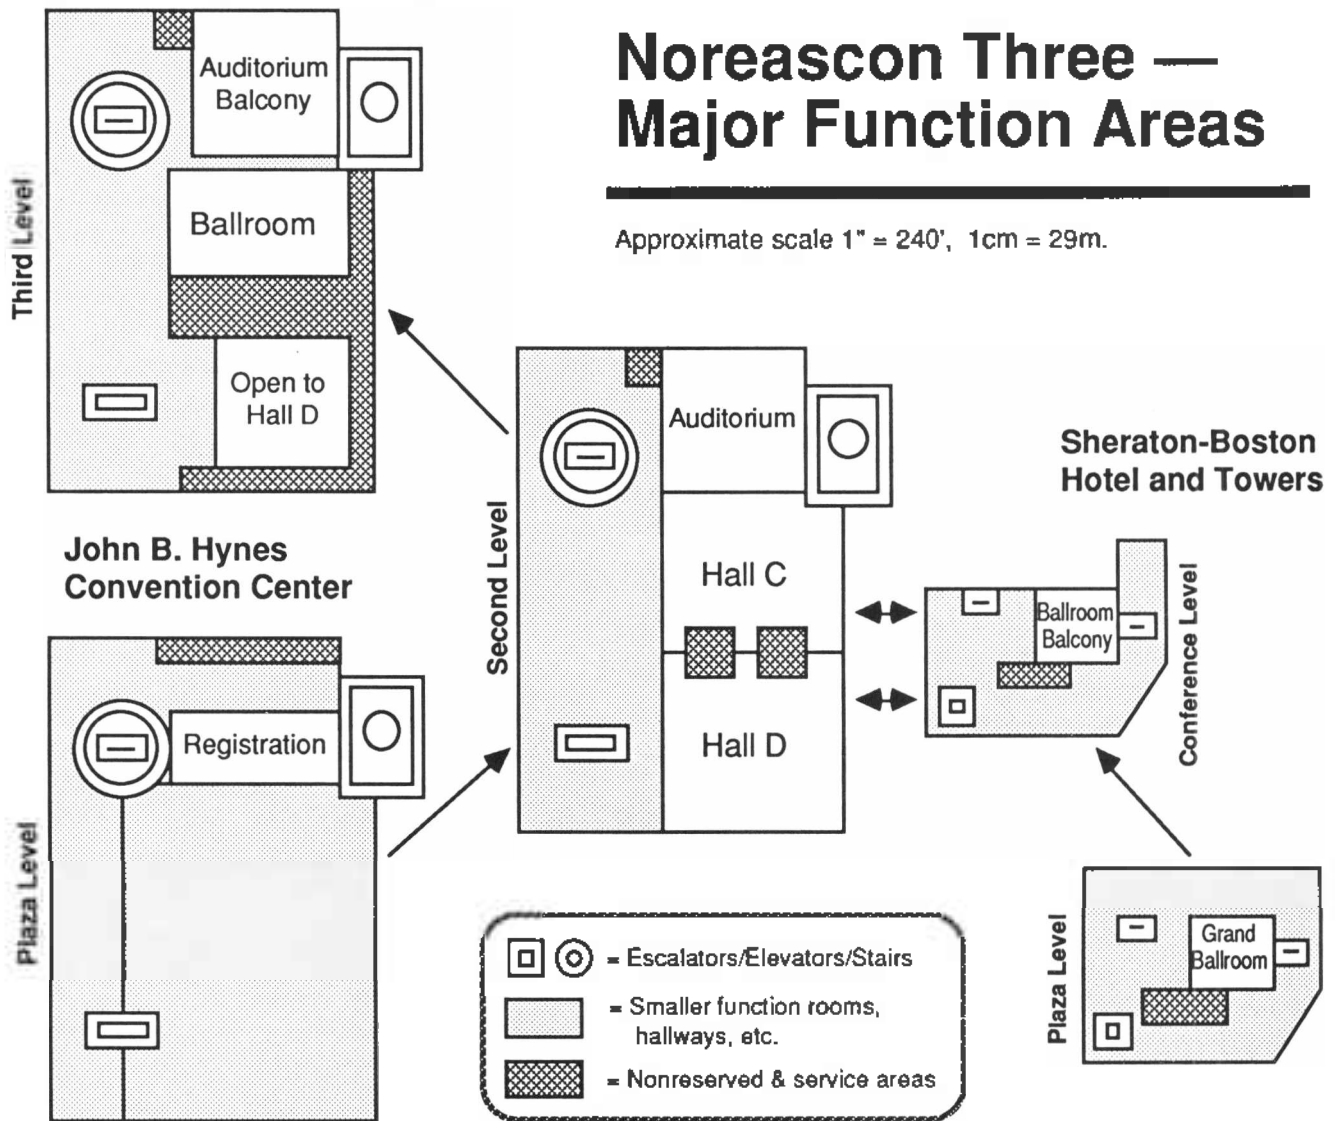 Noreascon Three —
Major Function Areas
Approximate scale 1" = 240', 1cm = 29m.
Third Level
Auditorium
Balcony
Ballroom
Open to
Hall D
John B. Hynes
Convention Center
Plaza Level
Registration
Second Level
Auditorium
Hall C
Hall D
Sheraton-Boston
Hotel and Towers
Conference Level
Ballroom
Balcony
Plaza Level
Grand
Ballroom
= Escalators/Elevators/Stairs
= Smaller function rooms,
hallways, etc.
= Nonreserved & service areas